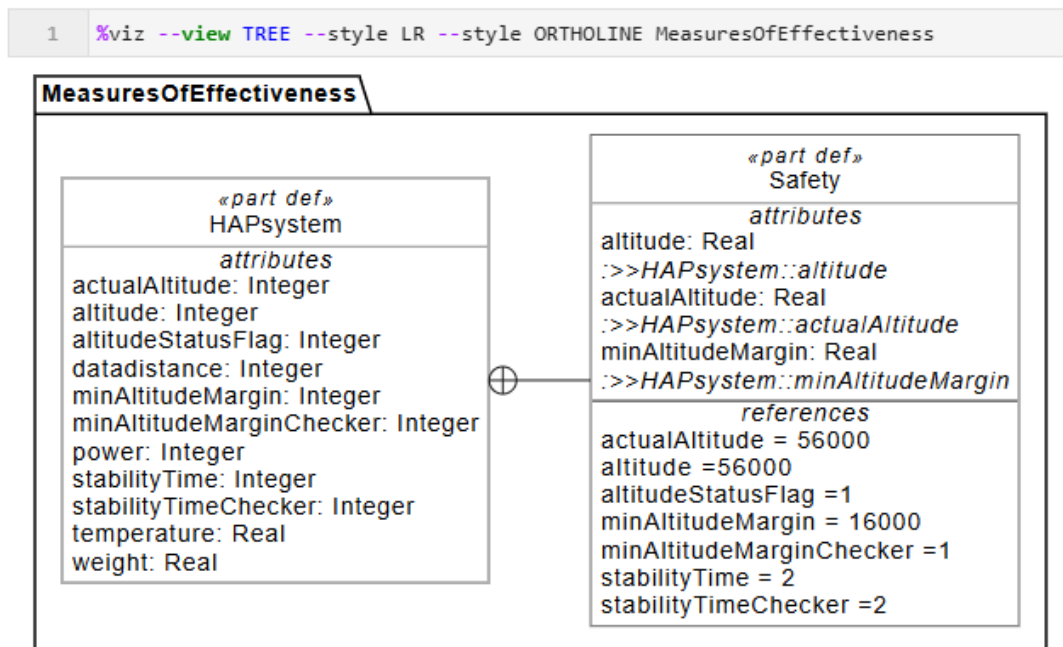 1 %viz --view TREE --style LR --style ORTHOLINE MeasuresOfEffectiveness
MeasuresOfEffectiveness
«part def»
HAPsystem
attributes
actualAltitude: Integer
altitude: Integer
altitudeStatusFlag: Integer
datadistance: Integer
minAltitudeMargin: Integer
minAltitudeMarginChecker: Integer
power: Integer
stabilityTime: Integer
stabilityTimeChecker: Integer
temperature: Real
weight: Real
«part def»
Safety
attributes
altitude: Real
:>>HAPsystem::altitude
actualAltitude: Real
:>>HAPsystem::actualAltitude
minAltitudeMargin: Real
:>>HAPsystem::minAltitudeMargin
references
actualAltitude = 56000
altitude =56000
altitudeStatusFlag =1
minAltitudeMargin = 16000
minAltitudeMarginChecker =1
stabilityTime = 2
stabilityTimeChecker =2